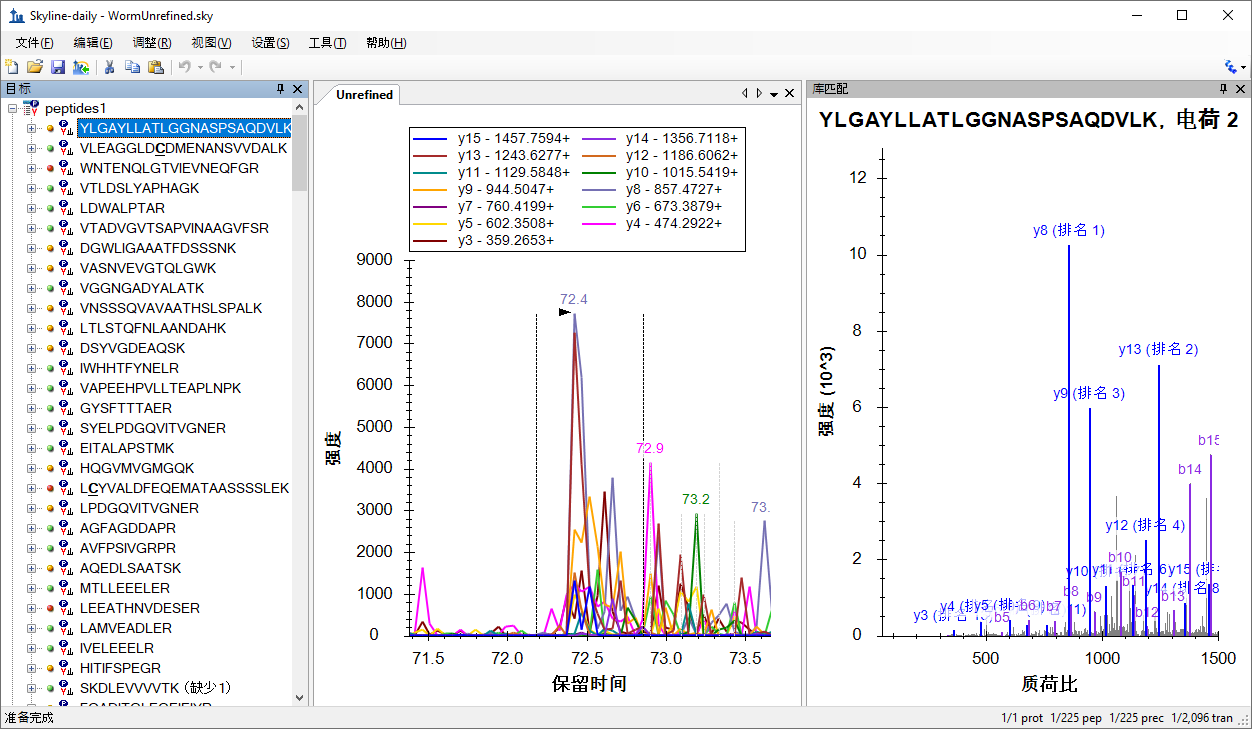 Skyline-daily - WormUnrefined.sky
文件(F) 编辑(E) 调整(R) 视图(V) 设置(S) 工具(T) 帮助(H)
目标
peptides1
YLGAYLLATLGGNASPSAQDVLK
VLEAGGLDCDMENANSVVDALK
WNTENQLGTVIEVNEQFGR
VTLDSLYAPHAGK
LDWALPTAR
VTADVGVTSAPVINAAGVFSR
DGWLIGAAATFDSSSNK
VASNVEVGTQLGWK
VGGNGADYALATK
VNSSSQVAVAATHSLSPALK
LTLSTQFNLAANDAHK
DSYVGDEAQSK
IWHHTFYNELR
VAPEEHPVLLTEAPLNPK
GYSFTTTAER
SYELPDGQVITVGNER
EITALAPSTMK
HQGVMVGMGQK
LCYVALDFEQEMATAASSSSLEK
LPDGQVITVGNER
AGFAGDDAPR
AVFPSIVGRPR
AQEDLSAATSK
MTLLEEELER
LEEATHNVDESER
LAMVEADLER
IVELEEELR
HITIFSPEGR
SKDLEVVVVTK (缺少1)
Unrefined
y15 - 1457.7594+ y14 - 1356.7118+
y13 - 1243.6277+ y12 - 1186.6062+
y11 - 1129.5848+ y10 - 1015.5419+
y9 - 944.5047+ y8 - 857.4727+
y7 - 760.4199+ y6 - 673.3879+
y5 - 602.3508+ y4 - 474.2922+
y3 - 359.2653+
9000
8000
7000
6000
5000
4000
3000
2000
1000
0
强度
72.4
72.9
73.2
73.
71.5 72.0 72.5 73.0 73.5
保留时间
库匹配
YLGAYLLATLGGNASPSAQDVLK, 电荷 2
12
10
8
6
4
2
0
强度 (10^3)
y8 (排名 1)
y13 (排名 2)
y9 (排名 3)
b15
b14
y12 (排名 4)
b10
y10
y15 (排
b11
b8
b9
b13
b12
y4
y5 (排
b6
b7
b5
y3 (排
500 1000 1500
质荷比
准备完成
1/1 prot 1/225 pep 1/225 prec 1/2,096 tran